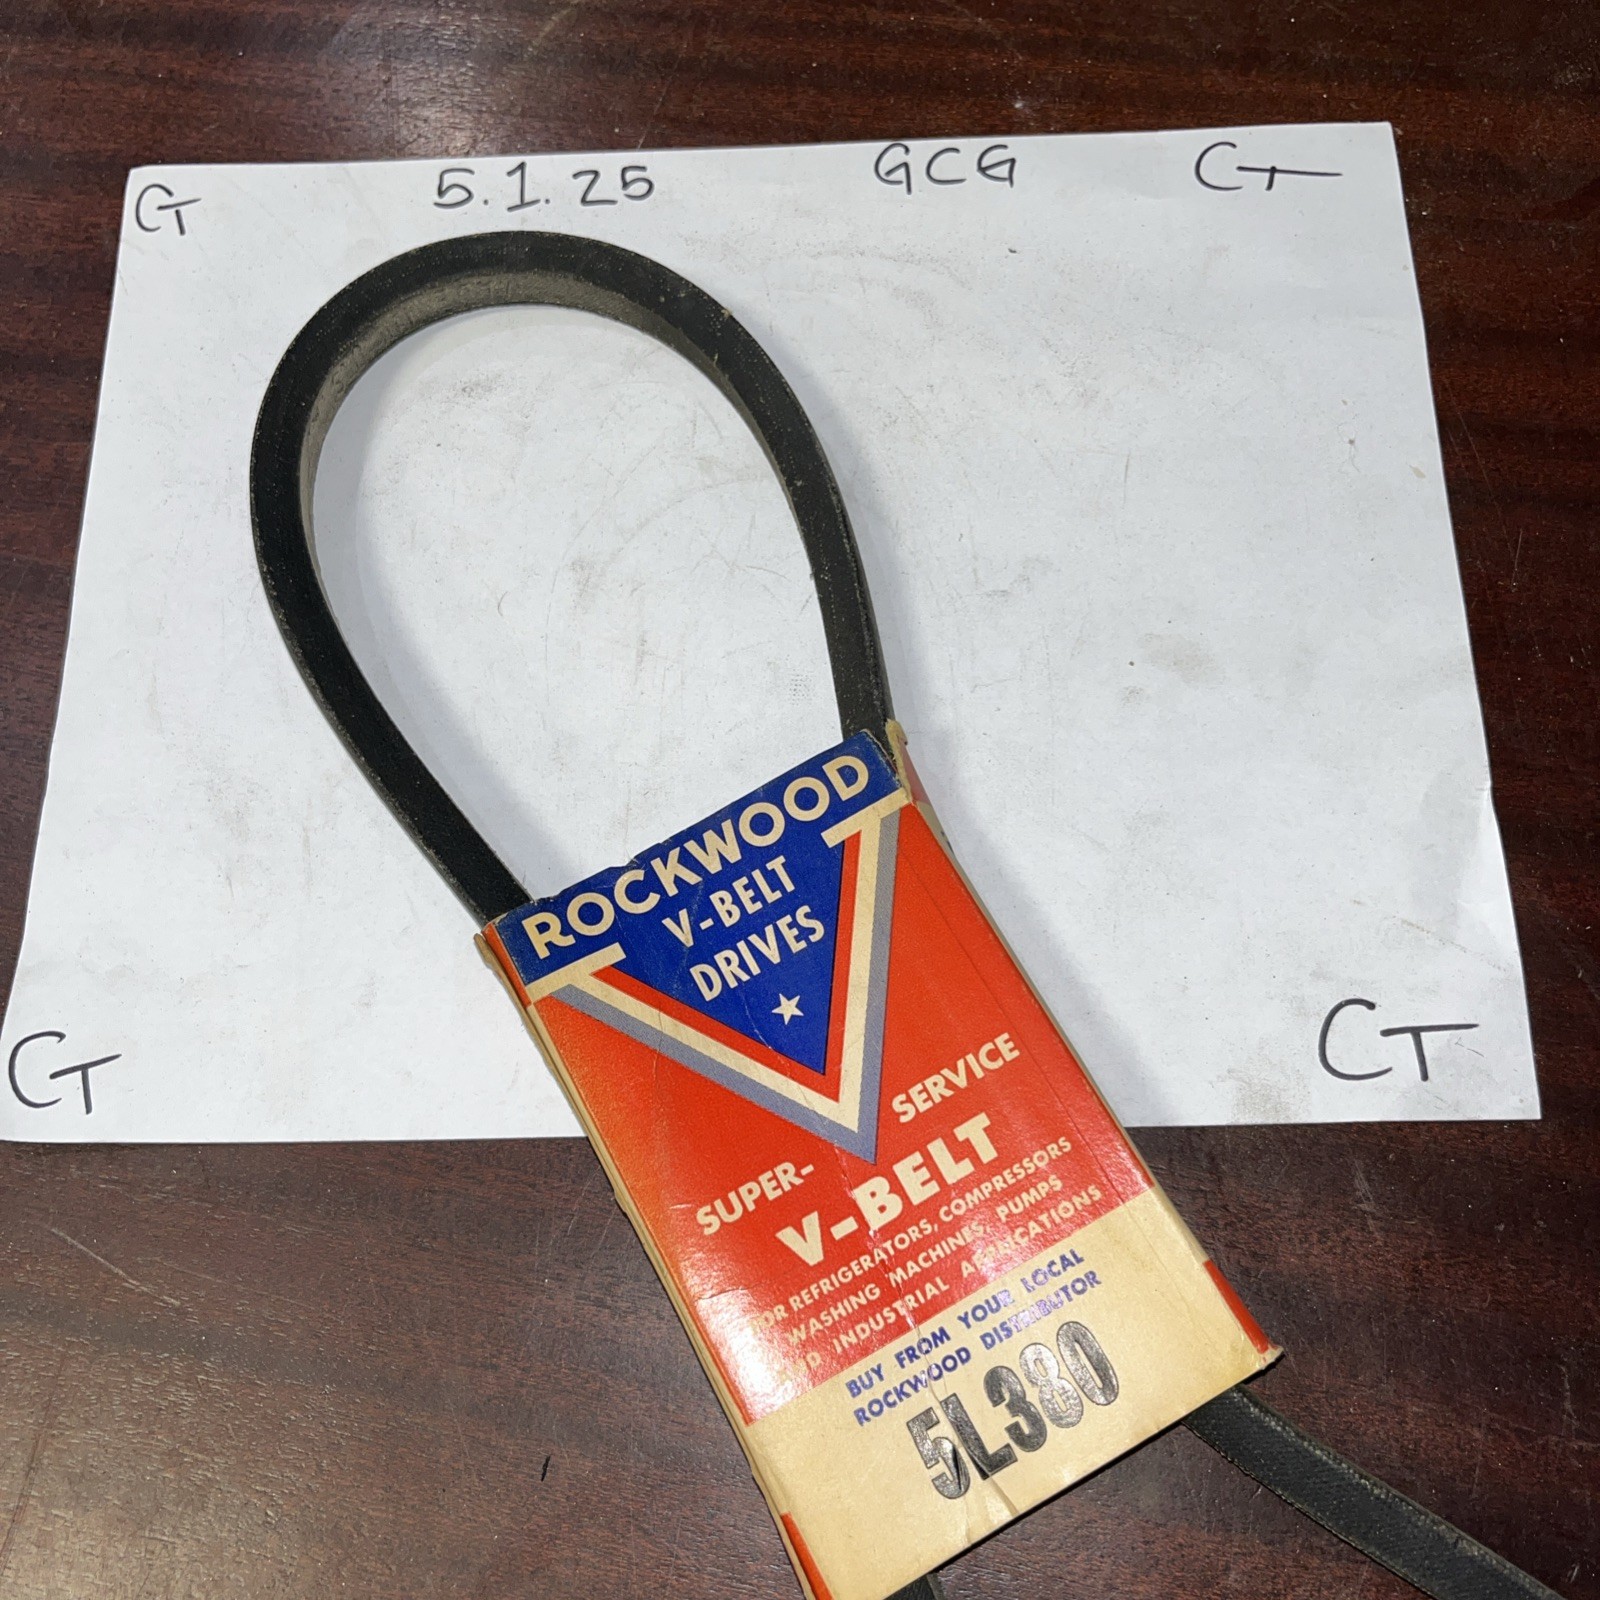 CT 5.1.25 GCG CT
ROCKWOOD
V-BELT
DRIVES
SUPER- SERVICE
V-BELT
FOR REFRIGERATORS, COMPRESSORS
WASHING MACHINES, PUMPS
AND INDUSTRIAL APPLICATIONS
BUY FROM YOUR LOCAL
ROCKWOOD DISTRIBUTOR
5L380
CT CT